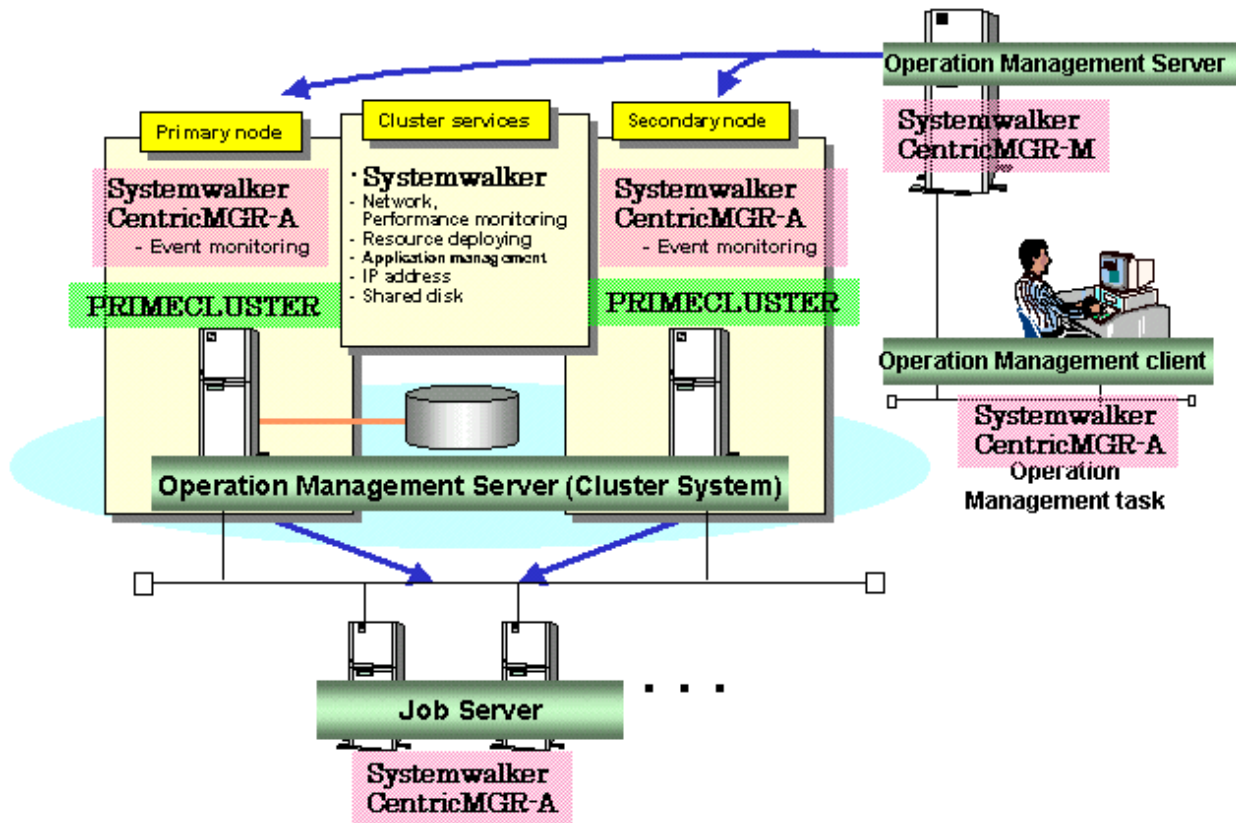 Operation Management Server
Systemwalker
CentricMGR-M
Primary node
Systemwalker
CentricMGR-A
- Event monitoring
PRIMECLUSTER
Cluster services
· Systemwalker
- Network,
Performance monitoring
- Resource deploying
- Application management
- IP address
- Shared disk
Secondary node
Systemwalker
CentricMGR-A
- Event monitoring
PRIMECLUSTER
Operation Management client
Systemwalker
CentricMGR-A
Operation
Management task
Operation Management Server (Cluster System)
Job Server
. . .
Systemwalker
CentricMGR-A